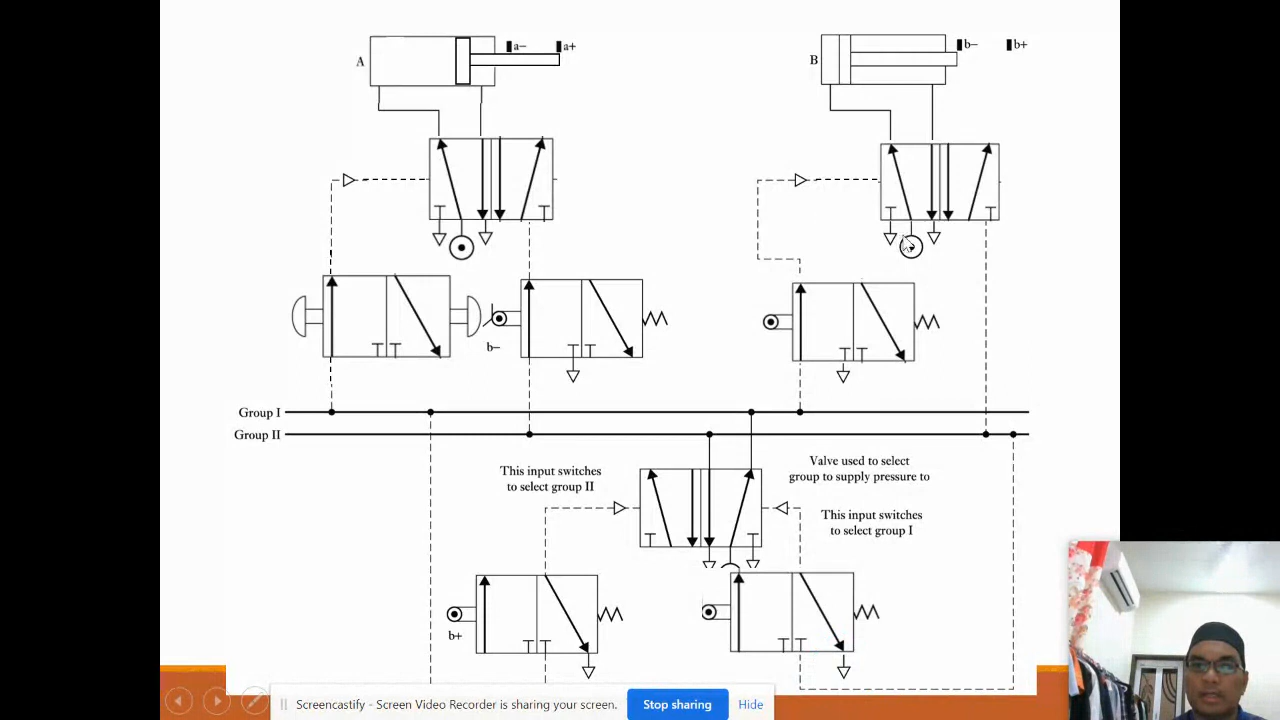 A
a−
a+
B
b−
b+
b−
Group I
Group II
This input switches
to select group II
Valve used to select
group to supply pressure to
This input switches
to select group I
b+
Screencastify - Screen Video Recorder is sharing your screen.
Stop sharing
Hide